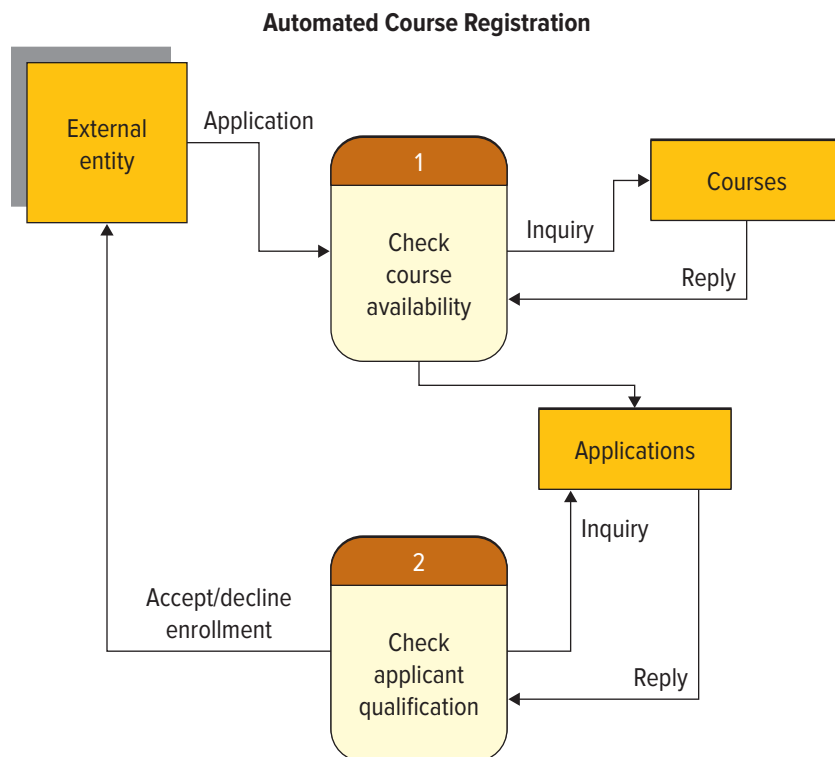 Automated Course Registration
External
entity
Application
1
Check
course
availability
Inquiry
Courses
Reply
Applications
Inquiry
2
Check
applicant
qualification
Accept/decline
enrollment
Reply